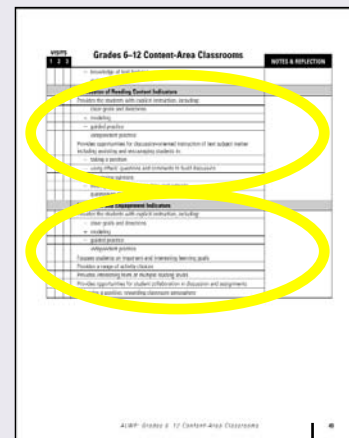 VISITS
Grades 6–12 Content-Area Classrooms
NOTES & REFLECTION
1 2 3
– knowledge of text
of Reading Content Indicators
Provides the students with explicit instruction, including:
clear goals and directions
– modeling
– guided practice
independent practice
Provides opportunities for discussion-oriented instruction of text subject matter
including assisting and encouraging students in:
– taking a position
using others' questions and comments to build discussion
opinions
Engagement Indicators
the students with explicit instruction, including:
– clear goals and directions
+ modeling
– guided practice
independent practice
Focuses students on important and interesting learning goals
Provides a range of activity choices
Provides interesting texts at multiple reading levels
Provides opportunities for student collaboration in discussion and assignments
a positive, rewarding classroom atmosphere
ALWP: Grades 6–12 Content-Area Classrooms